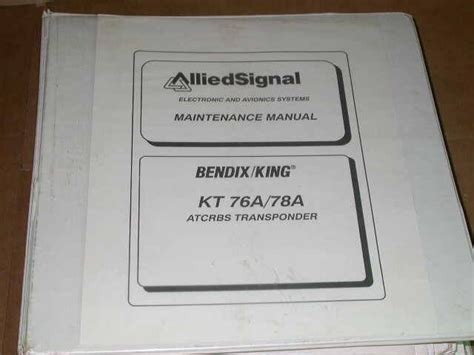 AlliedSignal
ELECTRONIC AND AVIONICS SYSTEMS
MAINTENANCE MANUAL
BENDIX/KING®
KT 76A/78A
ATCRBS TRANSPONDER